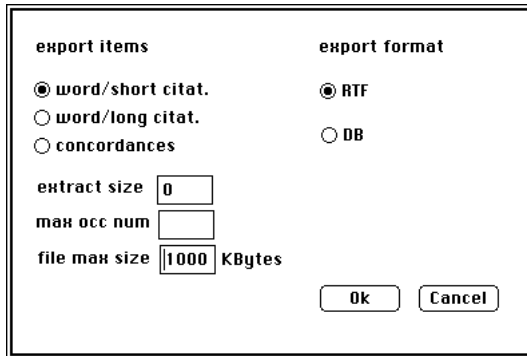 export items
export format
word/short citat.
RTF
word/long citat.
DB
concordances
extract size 0
max occ num
file max size 1000 KBytes
Ok
Cancel